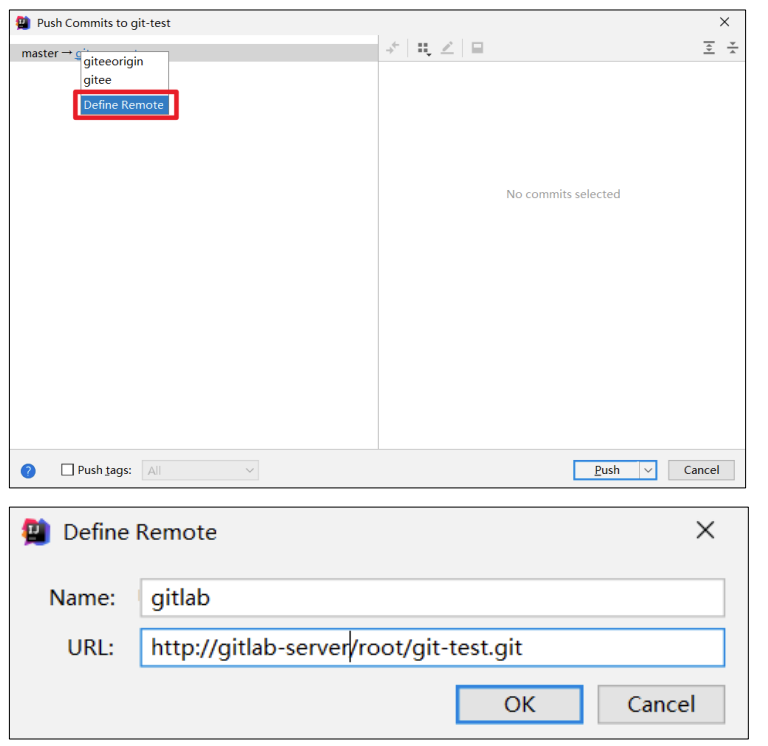 Push Commits to git-test
master →
giteeorigin
gitee
Define Remote
No commits selected
?
Push tags:
All
Push
Cancel
Define Remote
Name:
gitlab
URL:
http://gitlab-server/root/git-test.git
OK
Cancel